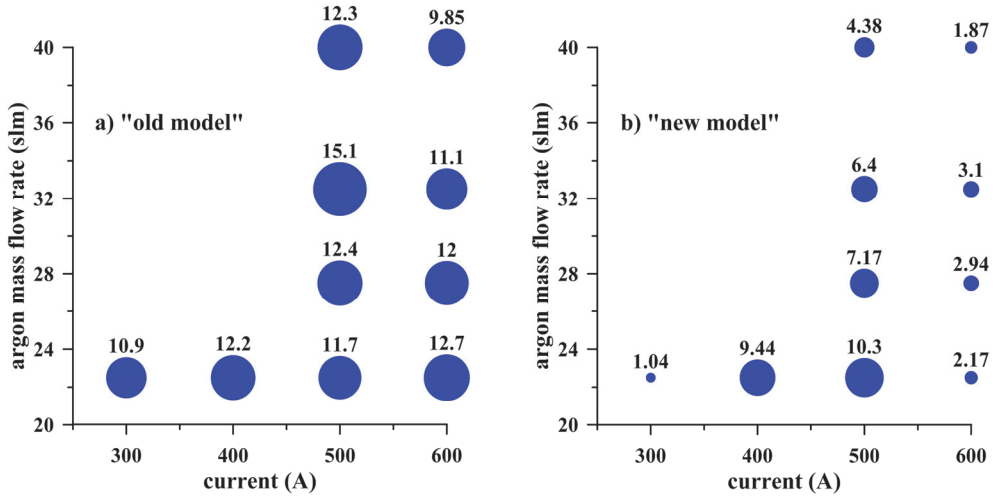 12.3 9.85
40
36
a) "old model"
15.1 11.1
32
12.4 12
28
10.9 12.2 11.7 12.7
24
20
300 400 500 600
current (A)
argon mass flow rate (slm)
4.38 1.87
40
36
b) "new model"
6.4 3.1
32
7.17 2.94
28
1.04 9.44 10.3 2.17
24
20
300 400 500 600
current (A)
argon mass flow rate (slm)